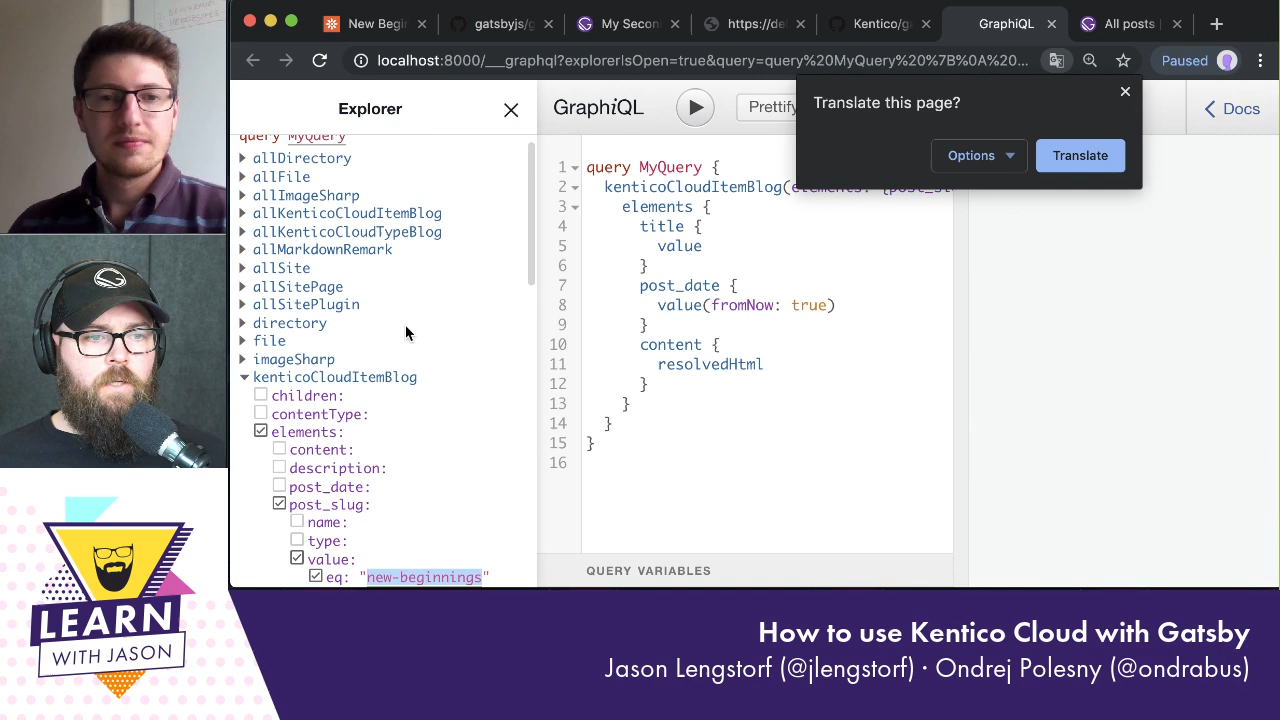 New Begin
gatsbyjs/g
My Secon
https://del
Kentico/g
GraphiQL
All posts
localhost:8000/___graphql?explorerIsOpen=true&query=query%20MyQuery%20%7B%0A%20...
Paused
Explorer
query MyQuery
allDirectory
allFile
allImageSharp
allKenticoCloudItemBlog
allKenticoCloudTypeBlog
allMarkdownRemark
allSite
allSitePage
allSitePlugin
directory
file
imageSharp
kenticoCloudItemBlog
children:
contentType:
elements:
content:
description:
post_date:
post_slug:
name:
type:
value:
eq: "new-beginnings"
GraphiQL
Prettify
Docs
Translate this page?
Options
Translate
1 query MyQuery {
2 kenticoCloudItemBlog(elements: {post_sl
3 elements {
4 title {
5 value
6 }
7 post_date {
8 value(fromNow: true)
9 }
10 content {
11 resolvedHtml
12 }
13 }
14 }
15 }
16
QUERY VARIABLES
LEARN
WITH JASON
How to use Kentico Cloud with Gatsby
Jason Lengstorf (@jlengstorf) · Ondrej Polesny (@ondrabus)